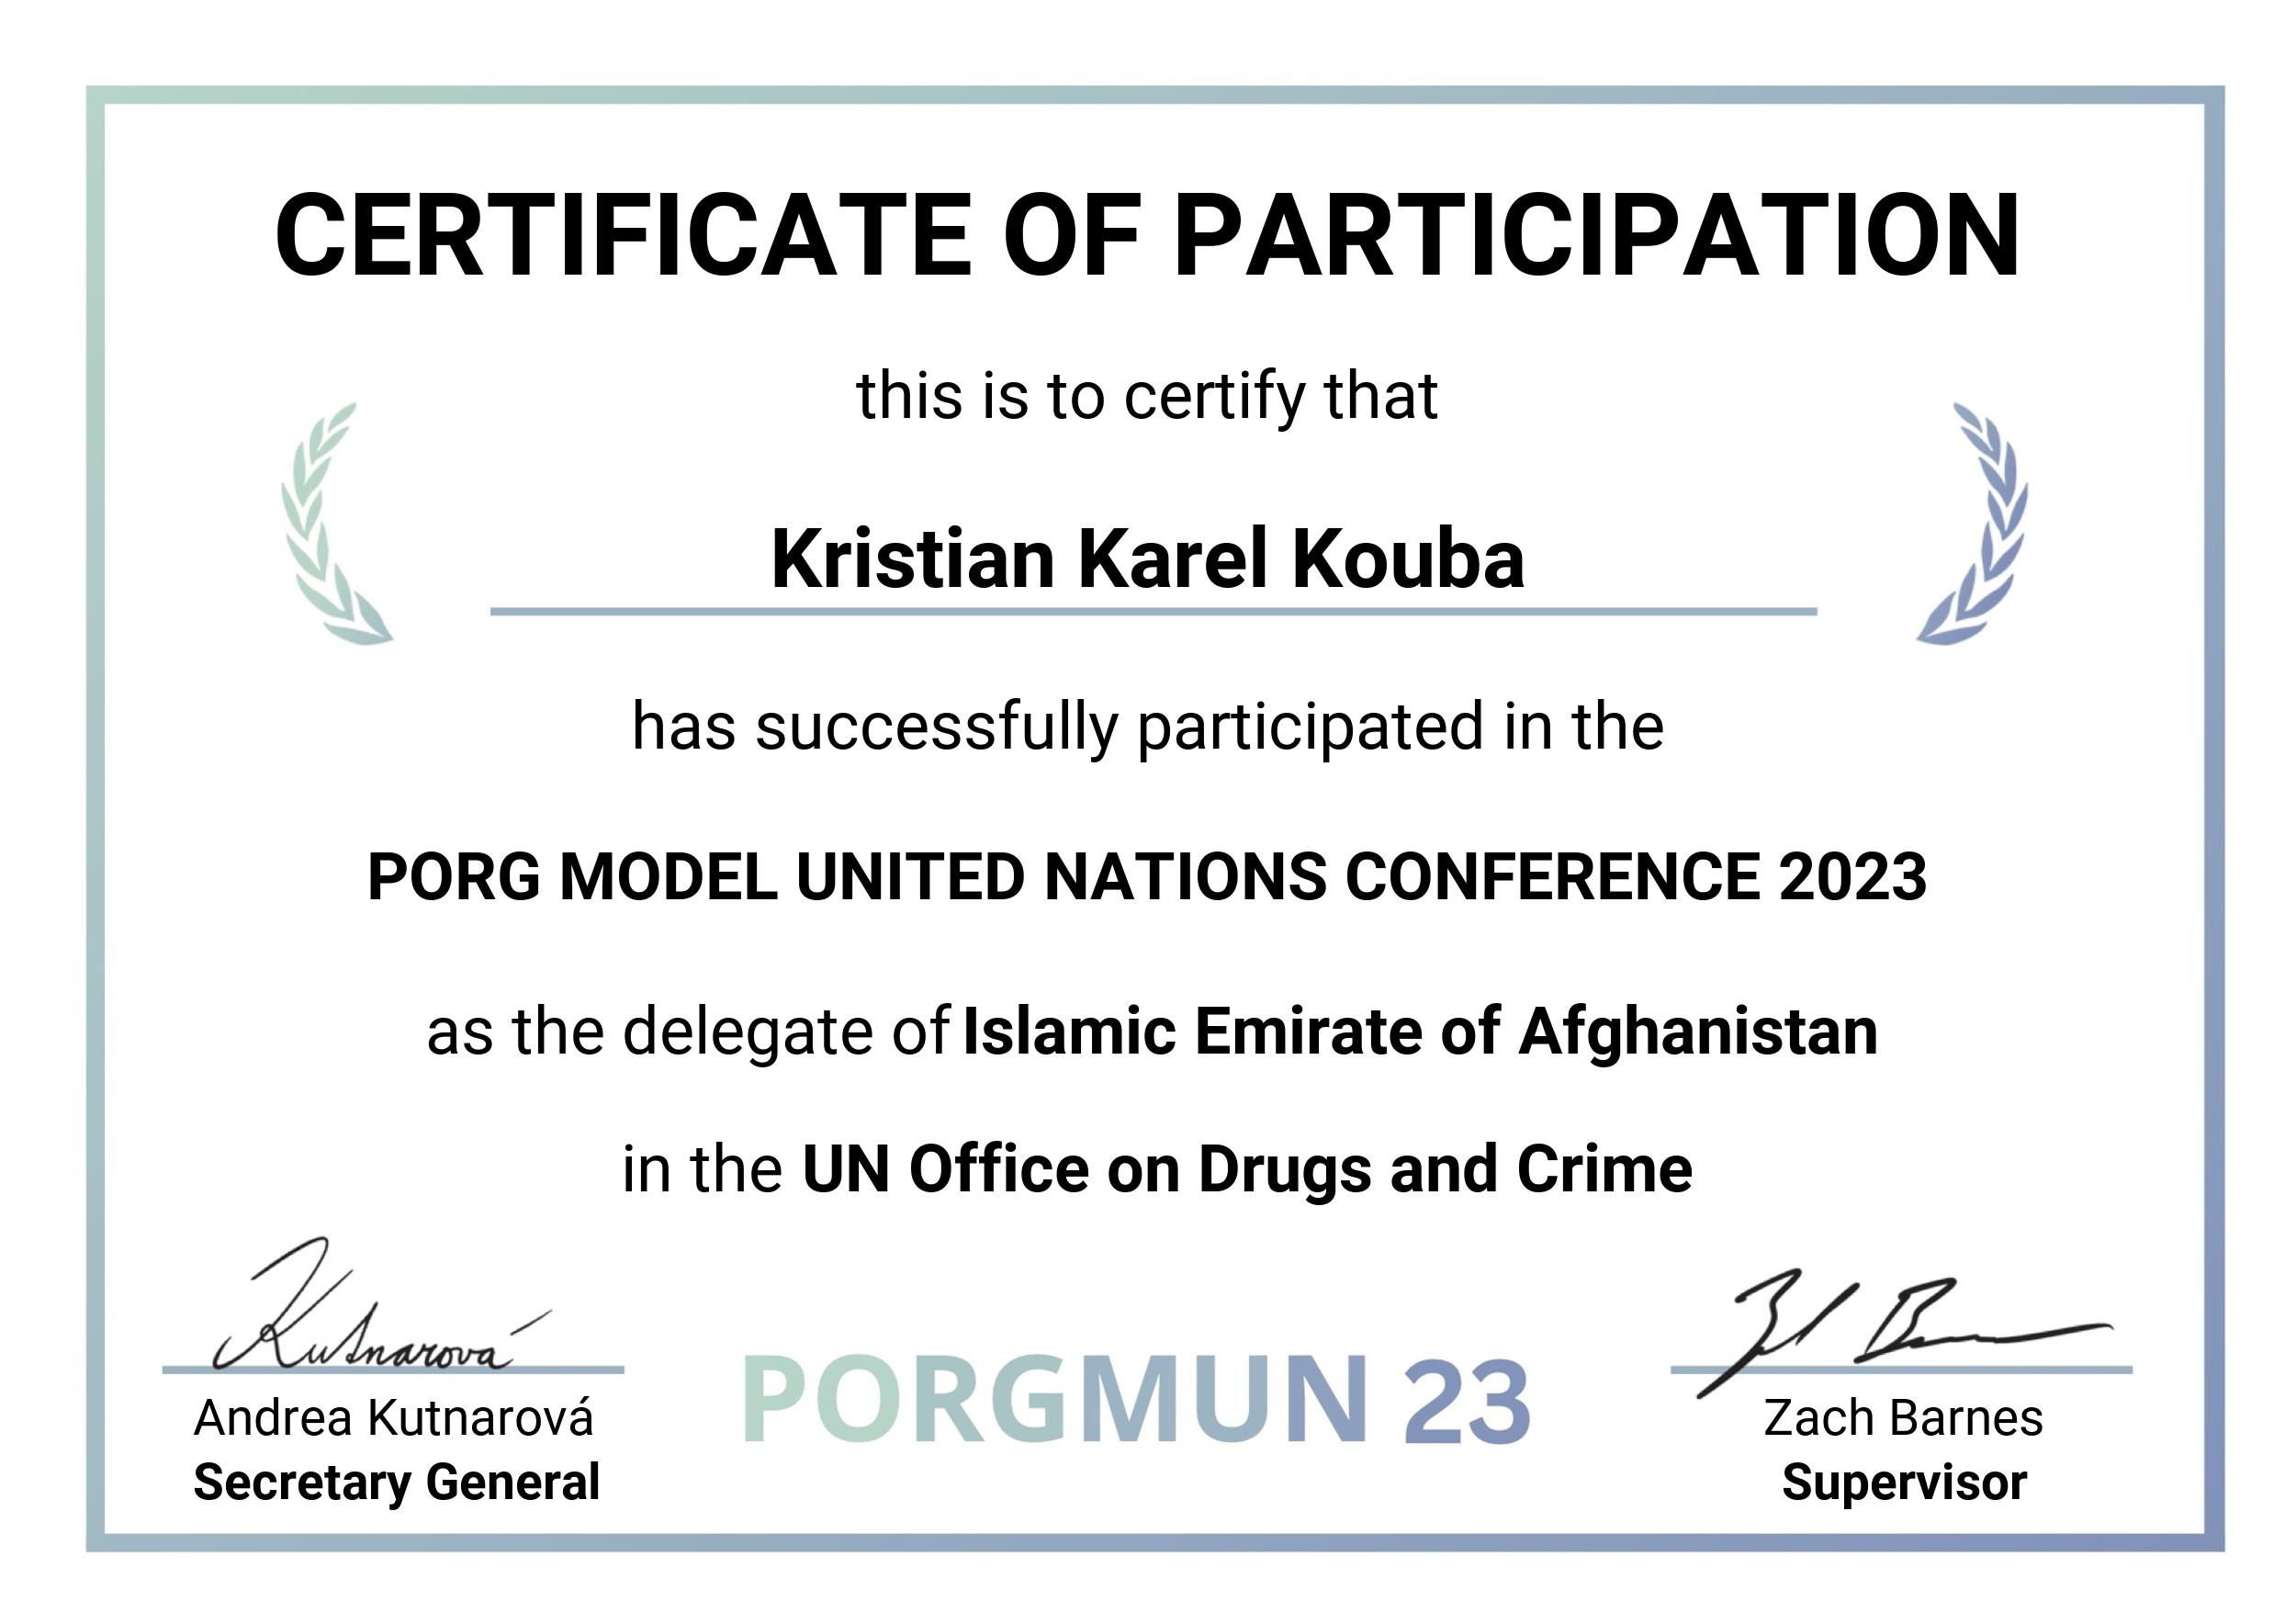 CERTIFICATE OF PARTICIPATION
this is to certify that
Kristian Karel Kouba
has successfully participated in the
PORG MODEL UNITED NATIONS CONFERENCE 2023
as the delegate of Islamic Emirate of Afghanistan
in the UN Office on Drugs and Crime
Kutnarová
Andrea Kutnarová
Secretary General
PORGMUN 23
Zach Barnes
Supervisor